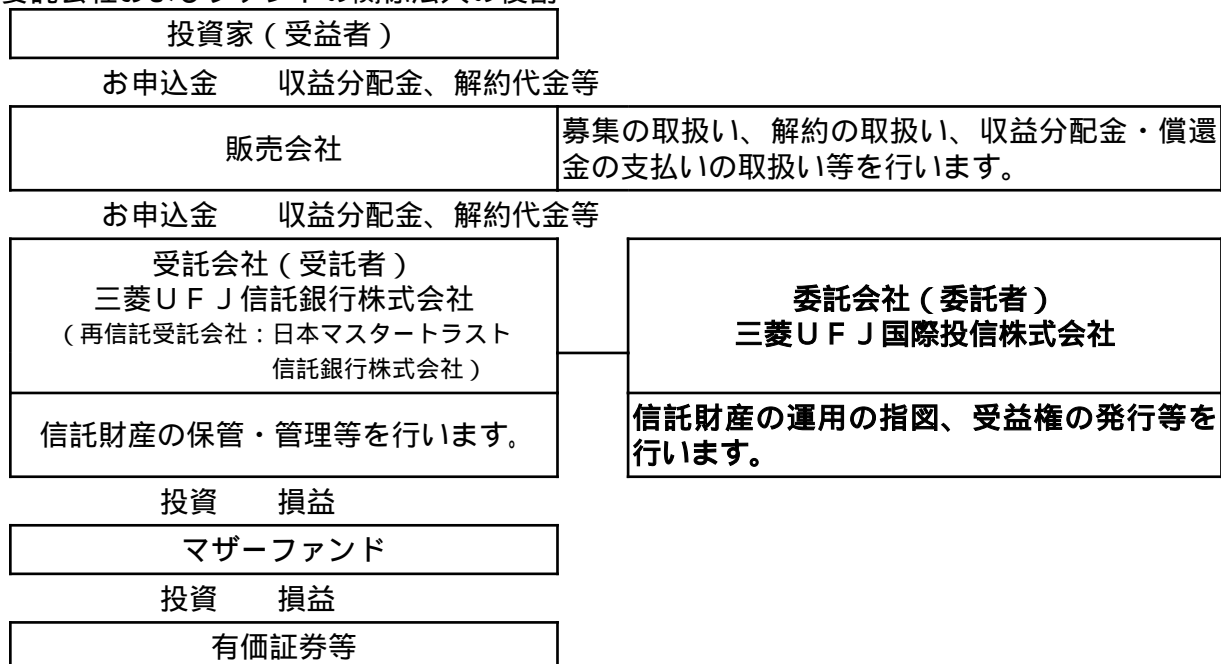 投資家(受益者)
お申込金 収益分配金、解約代金等
販売会社
募集の取扱い、解約の取扱い、収益分配金・償還
金の支払いの取扱い等を行います。
お申込金 収益分配金、解約代金等
受託会社(受託者)
三菱UFJ信託銀行株式会社
(再信託受託会社:日本マスタートラスト
信託銀行株式会社)
委託会社(委託者)
三菱UFJ国際投信株式会社
信託財産の保管・管理等を行います。
信託財産の運用の指図、受益権の発行等を
行います。
投資 損益
マザーファンド
投資 損益
有価証券等